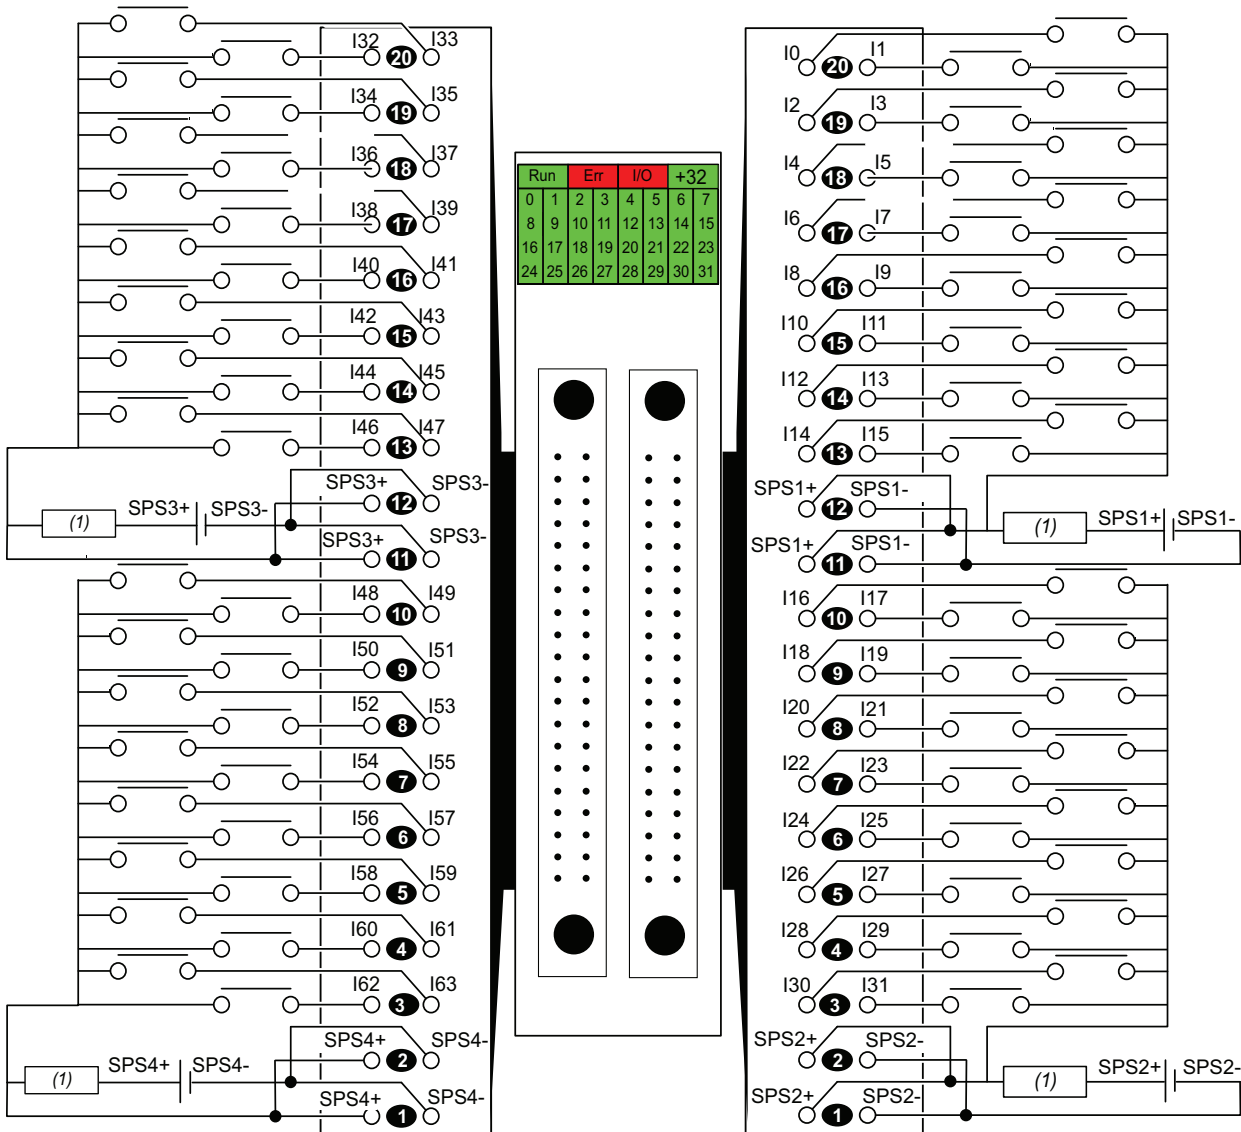 I32 20 I33
I34 19 I35
I36 18 I37
I38 17 I39
I40 16 I41
I42 15 I43
I44 14 I45
I46 13 I47
SPS3+ 12 SPS3-
(1) SPS3+ SPS3-
SPS3+ 11 SPS3-
I48 10 I49
I50 9 I51
I52 8 I53
I54 7 I55
I56 6 I57
I58 5 I59
I60 4 I61
I62 3 I63
SPS4+ 2 SPS4-
(1) SPS4+ SPS4-
SPS4+ 1 SPS4-
Run Err I/O +32
0 1 2 3 4 5 6 7
8 9 10 11 12 13 14 15
16 17 18 19 20 21 22 23
24 25 26 27 28 29 30 31
I0 20 I1
I2 19 I3
I4 18 I5
I6 17 I7
I8 16 I9
I10 15 I11
I12 14 I13
I14 13 I15
SPS1+ 12 SPS1-
(1) SPS1+ SPS1-
SPS1+ 11 SPS1-
I16 10 I17
I18 9 I19
I20 8 I21
I22 7 I23
I24 6 I25
I26 5 I27
I28 4 I29
I30 3 I31
SPS2+ 2 SPS2-
(1) SPS2+ SPS2-
SPS2+ 1 SPS2-